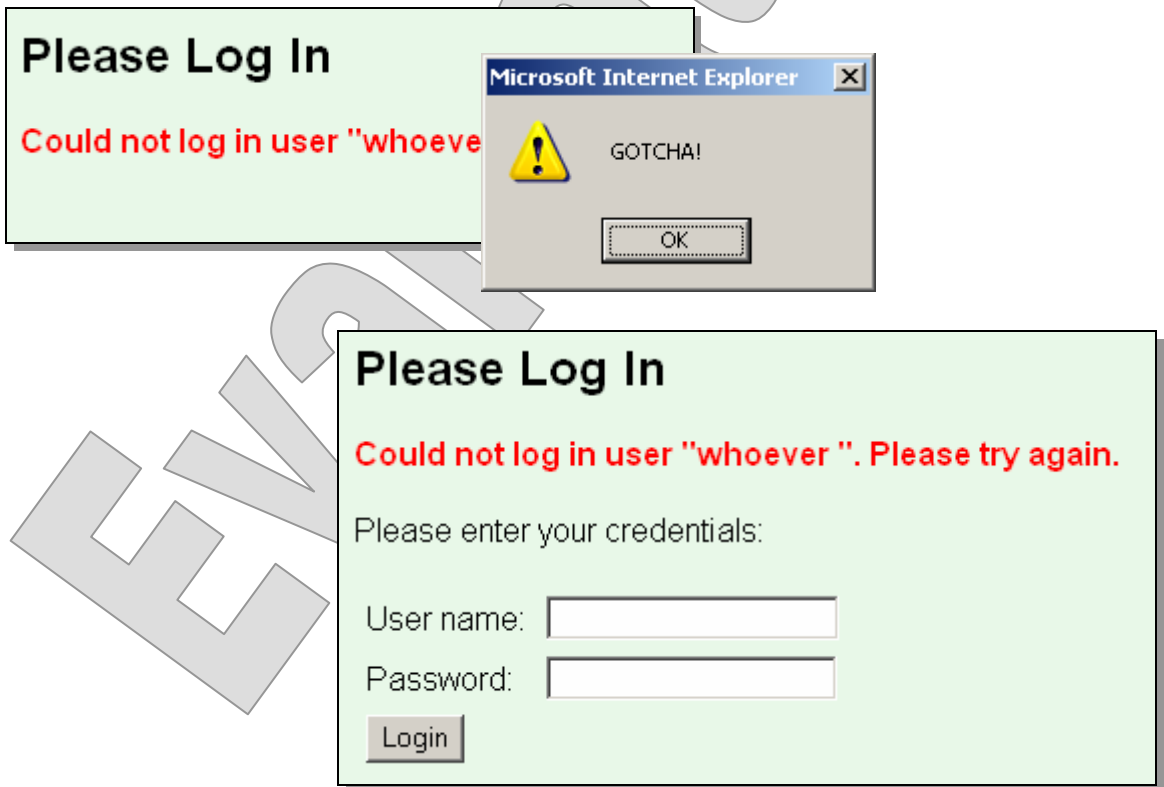 Please Log In
Could not log in user "whoeve
Microsoft Internet Explorer
GOTCHA!
OK
Please Log In
Could not log in user "whoever ". Please try again.
Please enter your credentials:
User name:
Password:
Login